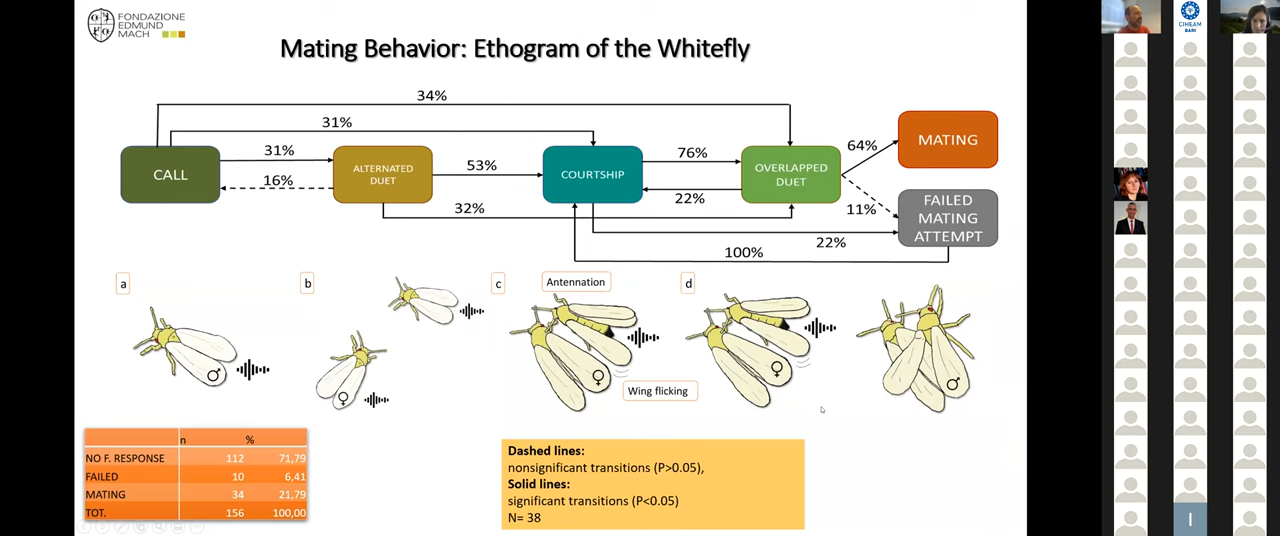 FONDAZIONE
EDMUND
MACH
Mating Behavior: Ethogram of the Whitefly
34%
31%
31%
16%
53%
32%
76%
22%
64%
11%
22%
100%
CALL
ALTERNATED
DUET
COURTSHIP
OVERLAPPED
DUET
MATING
FAILED
MATING
ATTEMPT
a
b
c
d
Antennation
♂
♀
♀
Wing flicking
♀
♂
n %
NO F. RESPONSE 112 71,79
FAILED 10 6,41
MATING 34 21,79
TOT. 156 100,00
Dashed lines:
nonsignificant transitions (P>0.05),
Solid lines:
significant transitions (P<0.05)
N= 38
CIHEAM
BARI
I